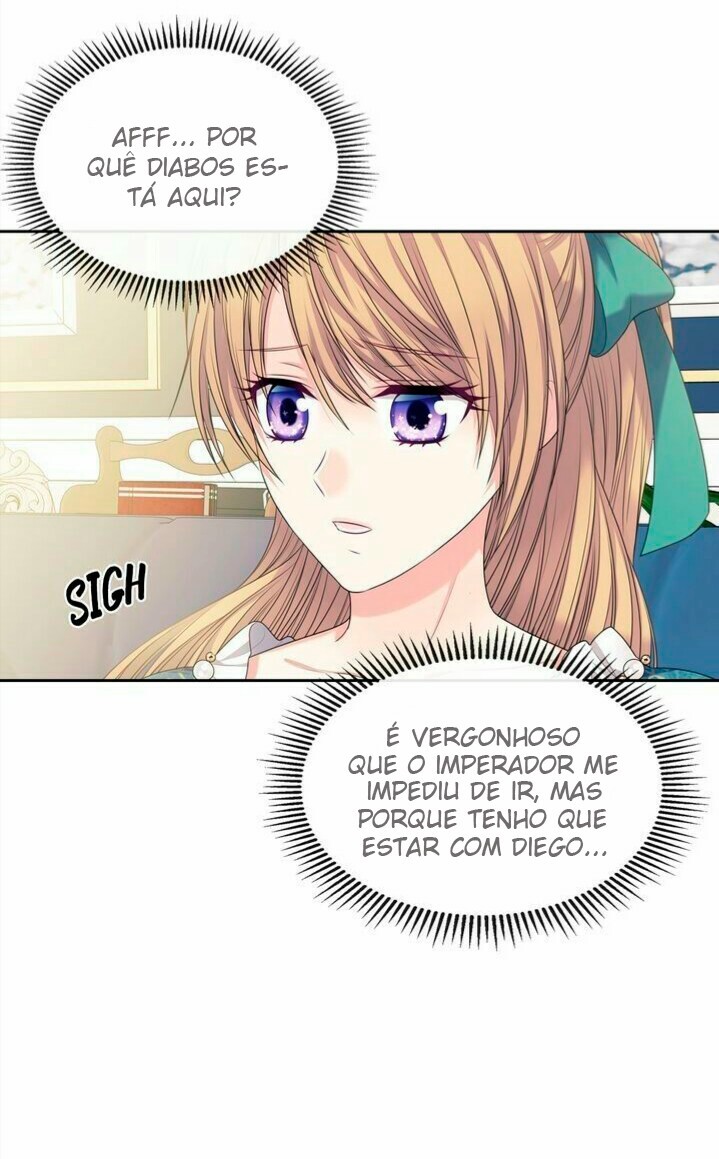 AFFF... POR
QUÊ DIABOS ES-
TÁ AQUI?
SIGH
É VERGONHOSO
QUE O IMPERADOR ME
IMPEDIU DE IR, MAS
PORQUE TENHO QUE
ESTAR COM DIEGO...